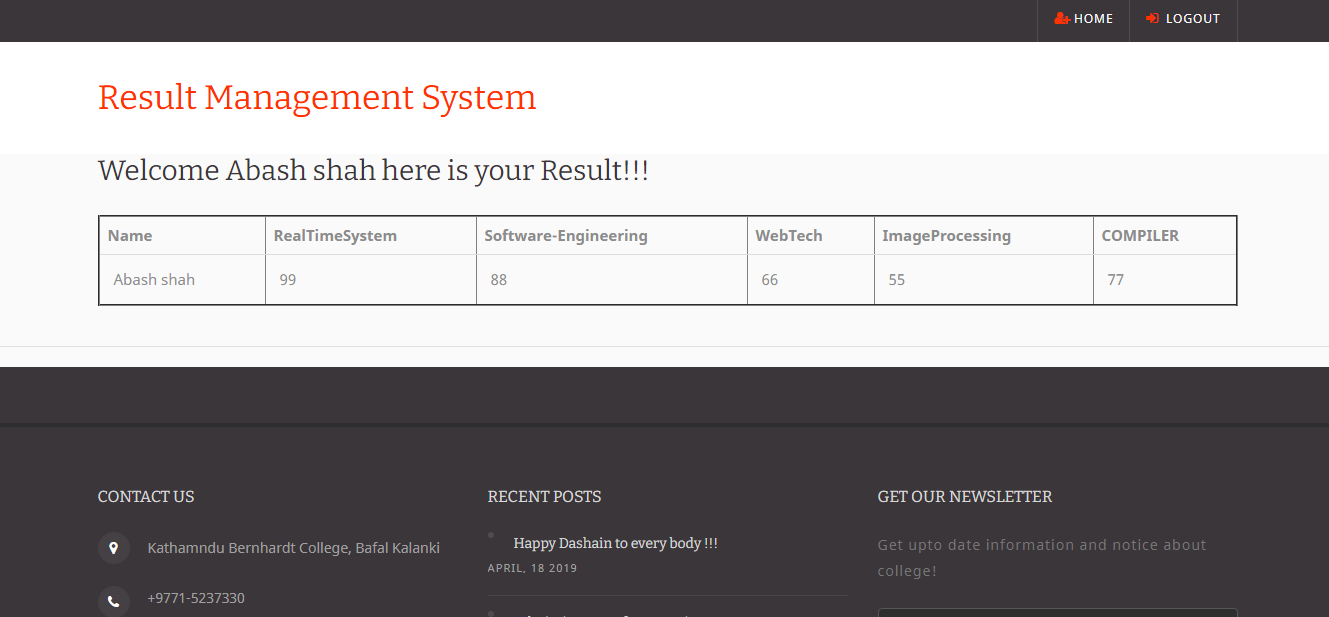 HOME LOGOUT
Result Management System
Welcome Abash shah here is your Result!!!
Name RealTimeSystem Software-Engineering WebTech ImageProcessing COMPILER
Abash shah 99 88 66 55 77
CONTACT US RECENT POSTS GET OUR NEWSLETTER
Kathamndu Bernhardt College, Bafal Kalanki Happy Dashain to every body !!! Get upto date information and notice about
APRIL, 18 2019 college!
+9771-5237330